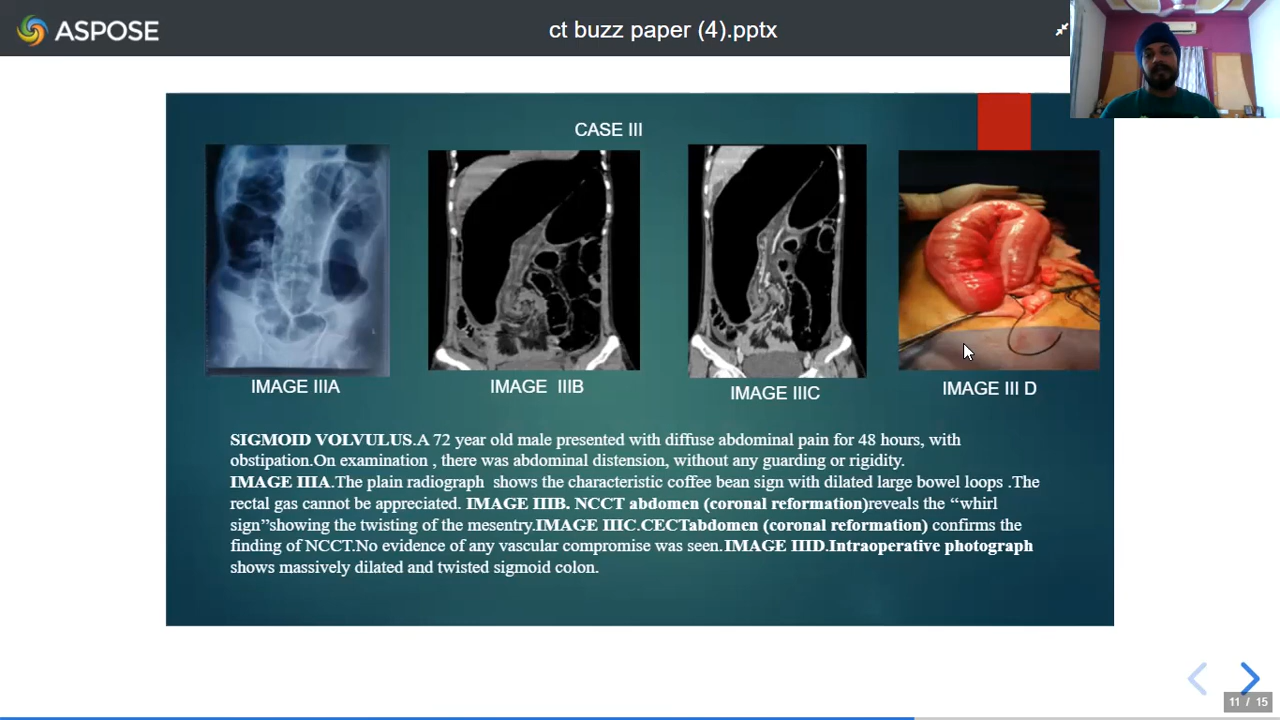 ASPOSE
ct buzz paper (4).pptx
CASE III
IMAGE IIIA
IMAGE IIIB
IMAGE IIIC
IMAGE III D
SIGMOID VOLVULUS.A 72 year old male presented with diffuse abdominal pain for 48 hours, with
obstipation.On examination , there was abdominal distension, without any guarding or rigidity.
IMAGE IIIA.The plain radiograph shows the characteristic coffee bean sign with dilated large bowel loops .The
rectal gas cannot be appreciated. IMAGE IIIB. NCCT abdomen (coronal reformation)reveals the “whirl
sign”showing the twisting of the mesentry.IMAGE IIIC.CECTabdomen (coronal reformation) confirms the
finding of NCCT.No evidence of any vascular compromise was seen.IMAGE IIID.Intraoperative photograph
shows massively dilated and twisted sigmoid colon.
11 / 15